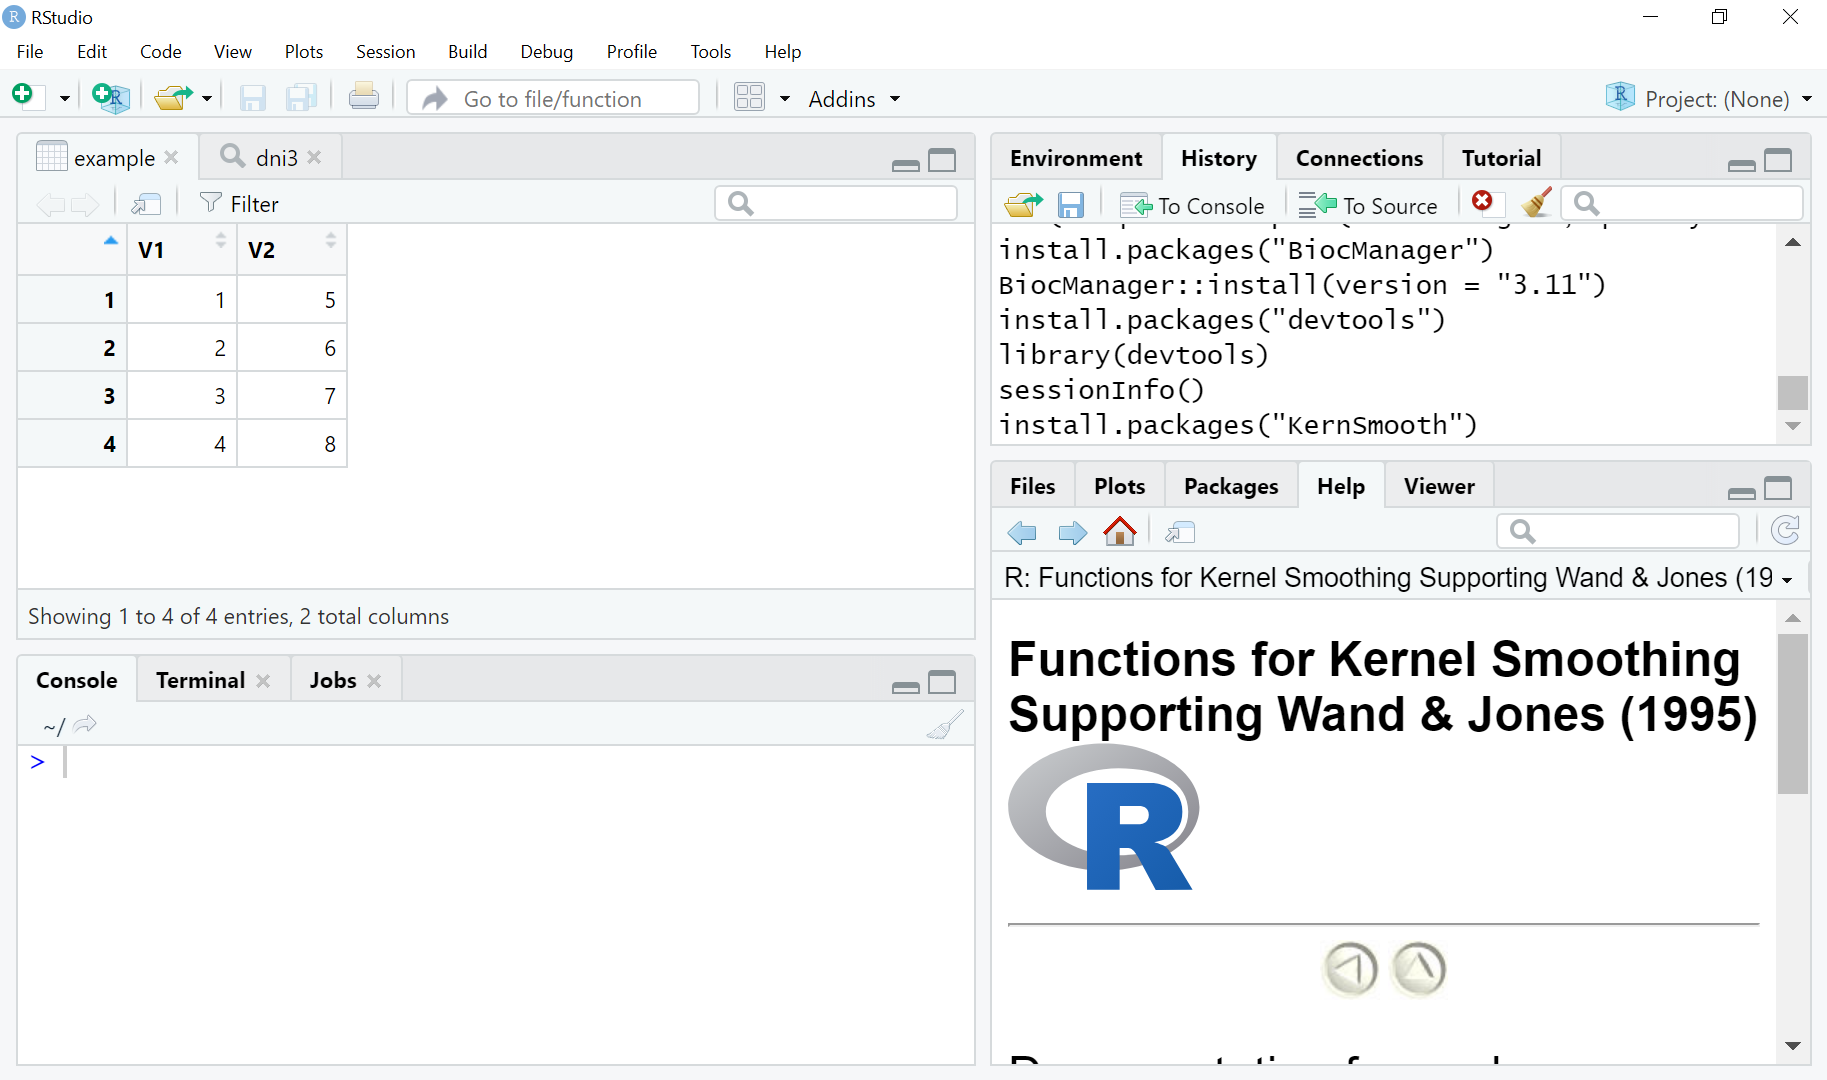 RStudio
File Edit Code View Plots Session Build Debug Profile Tools Help
Go to file/function Addins Project: (None)
example dni3
Filter
V1 V2
1 1 5
2 2 6
3 3 7
4 4 8
Showing 1 to 4 of 4 entries, 2 total columns
Console Terminal Jobs
~/
>
Environment History Connections Tutorial
To Console To Source
install.packages("BiocManager")
BiocManager::install(version = "3.11")
install.packages("devtools")
library(devtools)
sessionInfo()
install.packages("KernSmooth")
Files Plots Packages Help Viewer
R: Functions for Kernel Smoothing Supporting Wand & Jones (19
Functions for Kernel Smoothing
Supporting Wand & Jones (1995)
R